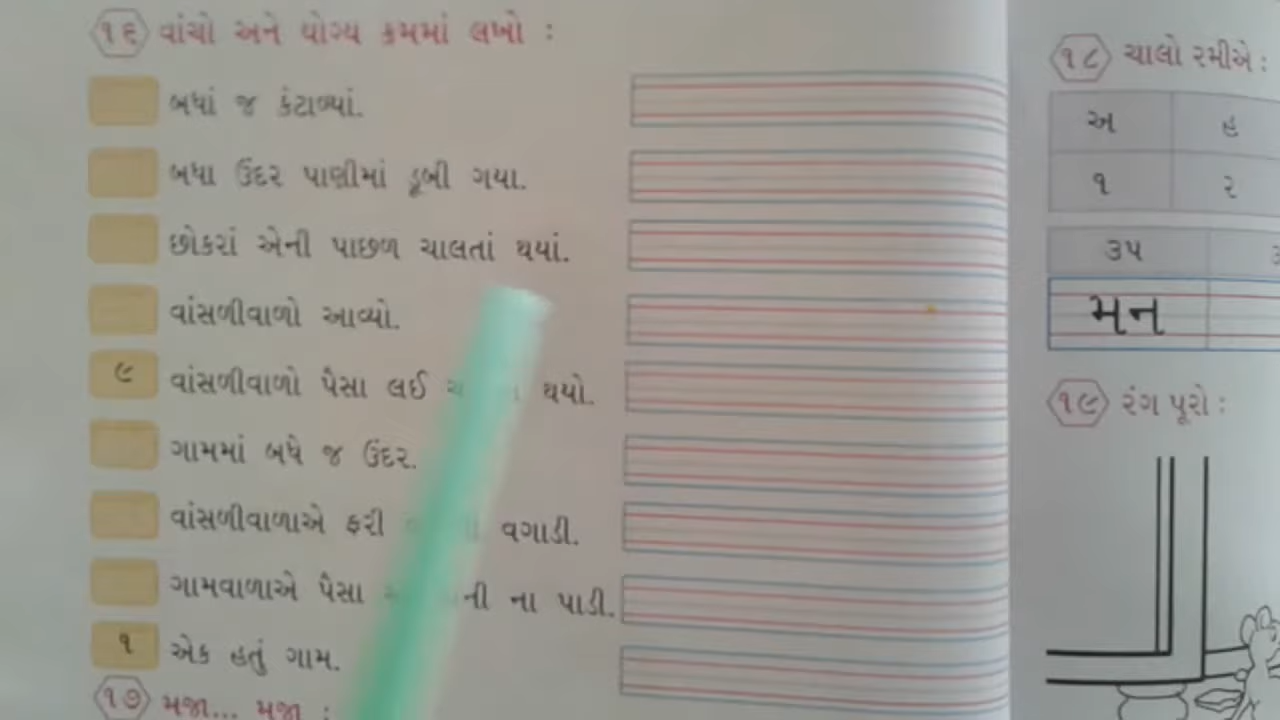 ૧૬ વાંચો અને યોગ્ય ક્રમમાં લખો :
બધાં જ કંટાળ્યાં.
બધા ઉંદર પાણીમાં ડૂબી ગયા.
છોકરાં એની પાછળ ચાલતાં થયાં.
વાંસળીવાળો આવ્યો.
૯ વાંસળીવાળો પૈસા લઈ થયો.
ગામમાં બધે જ ઉંદર.
વાંસળીવાળાએ ફરી વગાડી.
ગામવાળાએ પૈસા ના પાડી.
૧ એક હતું ગામ.
૧૭ મજા... મજા :
૧૮ ચાલો રમીએ :
અ હ
૧ ૨
૩૫
મન
૧૯ રંગ પૂરો :